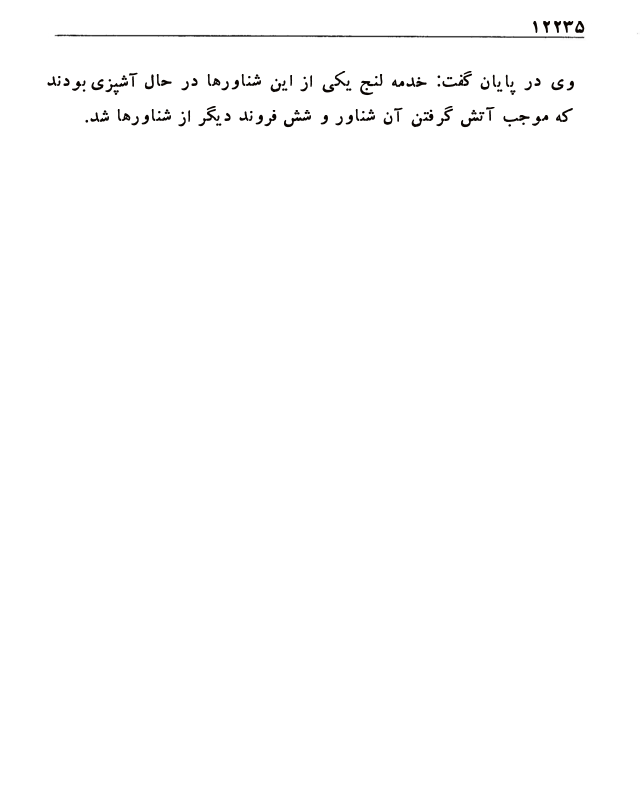 ۱۲۲۳۵
وی در پایان گفت: خدمه لنج یکی از این شناورها در حال آشپزی بودند
که موجب آتش گرفتن آن شناور و شش فروند دیگر از شناورها شد.